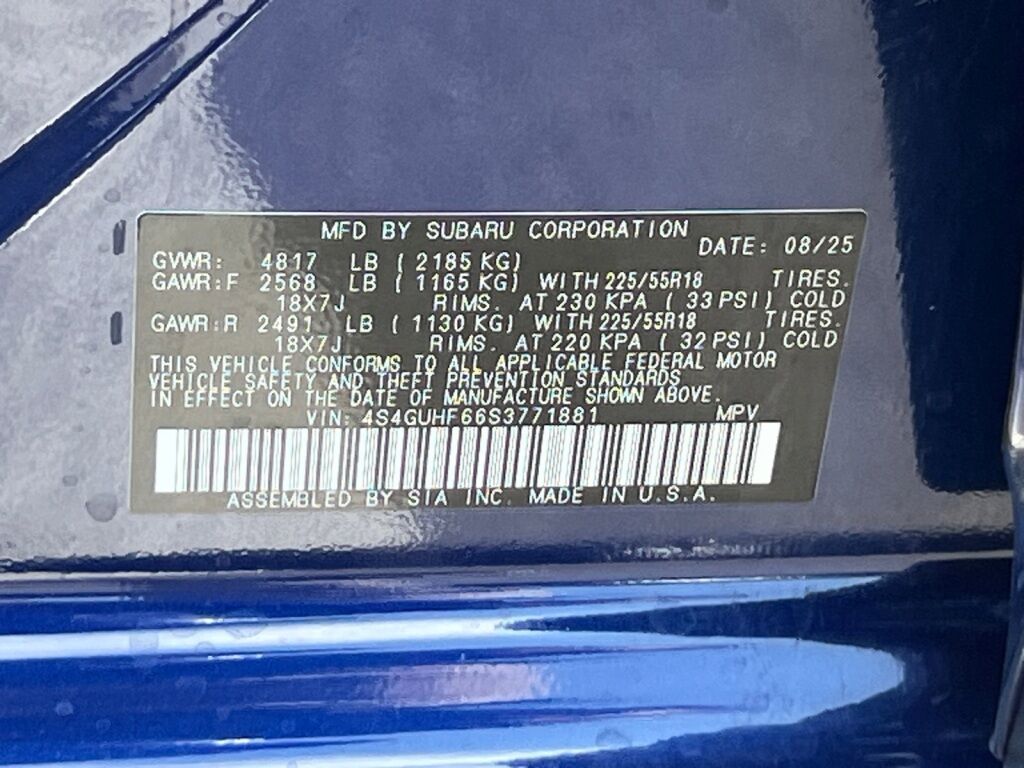 MFD BY SUBARU CORPORATION
DATE: 08/25
GVWR: 4817 LB ( 2185 KG)
GAWR:F 2568 LB ( 1165 KG) WITH 225/55R18 TIRES.
18X7J RIMS. AT 230 KPA ( 33 PSI) COLD
GAWR:R 2491 LB ( 1130 KG) WITH 225/55R18 TIRES.
18X7J RIMS. AT 220 KPA ( 32 PSI) COLD
THIS VEHICLE CONFORMS TO ALL APPLICABLE FEDERAL MOTOR
VEHICLE SAFETY AND THEFT PREVENTION STANDARDS
IN EFFECT ON THE DATE OF MANUFACTURE SHOWN ABOVE.
VIN: 4S4GUHF66S3771881 MPV
ASSEMBLED BY SIA INC. MADE IN U.S.A.